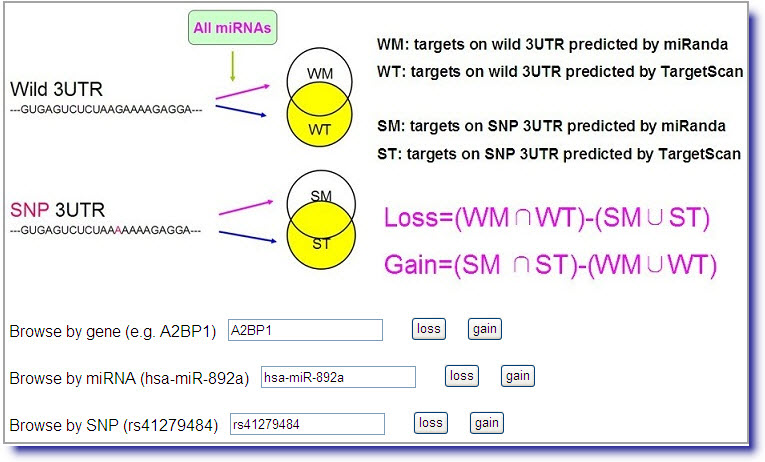 All miRNAs
WM: targets on wild 3UTR predicted by miRanda
WT: targets on wild 3UTR predicted by TargetScan
Wild 3UTR
---GUGAGUCUCUAAGAAAAGAGGA---
WM
WT
SM: targets on SNP 3UTR predicted by miRanda
ST: targets on SNP 3UTR predicted by TargetScan
SNP 3UTR
---GUGAGUCUCUAAAAAAAGAGGA---
SM
ST
Loss=(WM∩WT)-(SM∪ST)
Gain=(SM ∩ST)-(WM∪WT)
Browse by gene (e.g. A2BP1) A2BP1 loss gain
Browse by miRNA (hsa-miR-892a) hsa-miR-892a loss gain
Browse by SNP (rs41279484) rs41279484 loss gain